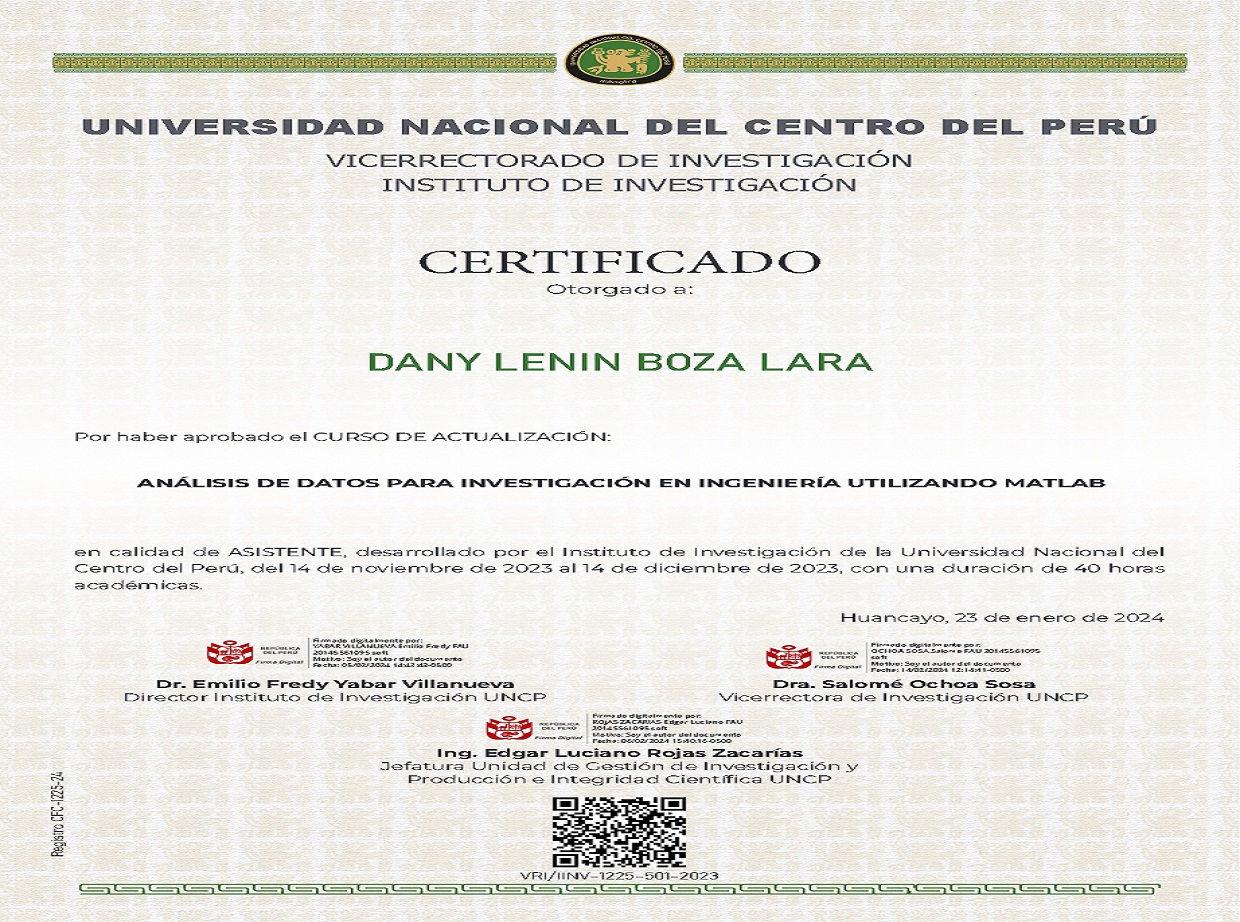 UNIVERSIDAD NACIONAL DEL CENTRO DEL PERÚ
VICERRECTORADO DE INVESTIGACIÓN
INSTITUTO DE INVESTIGACIÓN
CERTIFICADO
Otorgado a:
DANY LENIN BOZA LARA
Por haber aprobado el CURSO DE ACTUALIZACIÓN:
ANÁLISIS DE DATOS PARA INVESTIGACIÓN EN INGENIERÍA UTILIZANDO MATLAB
en calidad de ASISTENTE, desarrollado por el Instituto de Investigación de la Universidad Nacional del
Centro del Perú, del 14 de noviembre de 2023 al 14 de diciembre de 2023, con una duración de 40 horas
académicas.
Huancayo, 23 de enero de 2024
REPÚBLICA
DEL PERÚ
Firma Digital
Firmado digitalmente por:
YABAR VILLANUEVA Emilio Fredy FAU
20145561095 soft
Motivo: Soy el autor del documento
Fecha: 05/02/2024
Dr. Emilio Fredy Yabar Villanueva
Director Instituto de Investigación UNCP
REPÚBLICA
DEL PERÚ
Firma Digital
Firmado digitalmente por:
OCHOA SOSA Salome FAU 20145561095
soft
Motivo: Soy el autor del documento
Fecha: 14/02/2024 12:14:41-0500
Dra. Salomé Ochoa Sosa
Vicerrectora de Investigación UNCP
REPÚBLICA
DEL PERÚ
Firma Digital
Firmado digitalmente por:
ROJAS ZACARIAS Edgar Luciano FAU
20145561095 soft
Motivo: Soy el autor del documento
Fecha: 06/02/2024 15:40:16-0500
Ing. Edgar Luciano Rojas Zacarías
Jefatura Unidad de Gestión de Investigación y
Producción e Integridad Científica UNCP
VRI/IINV-1225-501-2023
Registro CFC-1225-24